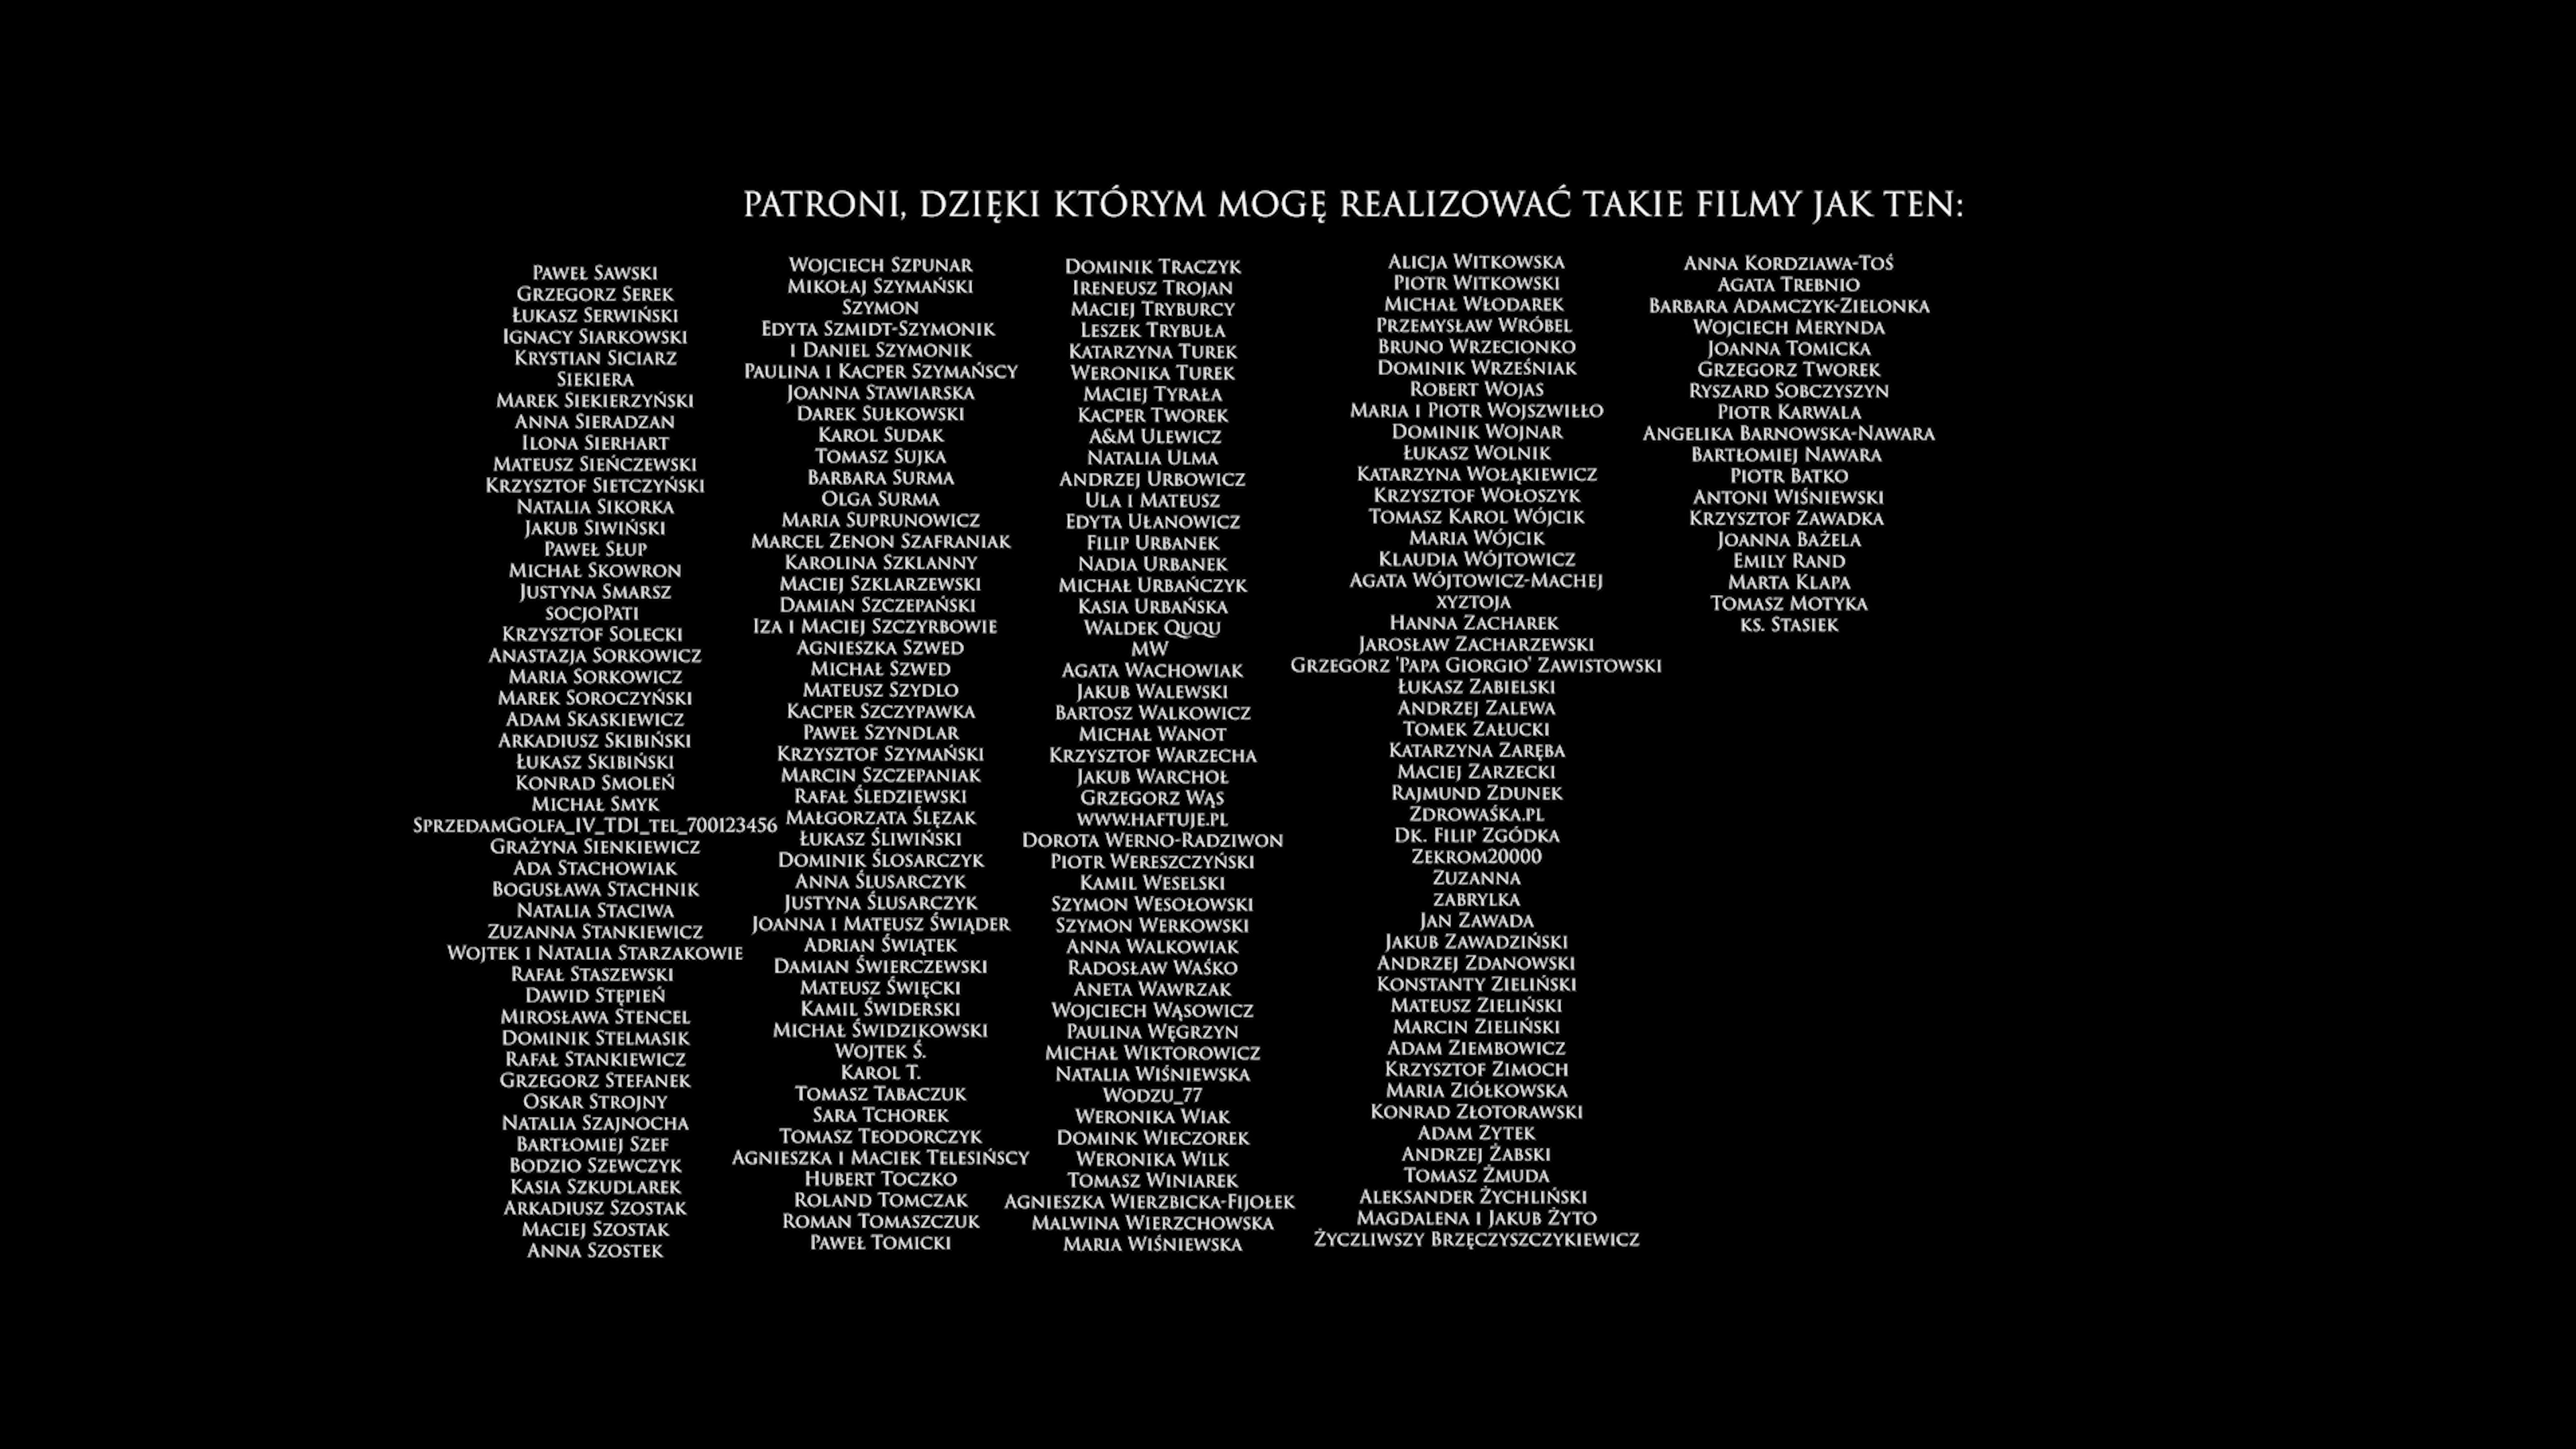 PATRONI, DZIĘKI KTÓRYM MOGĘ REALIZOWAĆ TAKIE FILMY JAK TEN:
Paweł Sawski
Grzegorz Serek
Łukasz Serwiński
Ignacy Siarkowski
Krystian Siciarz
Siekiera
Marek Siekierzyński
Anna Sieradzan
Ilona Sierhart
Mateusz Sieńczewski
Krzysztof Sietczyński
Natalia Sikorka
Jakub Siwiński
Paweł Słup
Michał Skowron
Justyna Smarsz
socjoPati
Krzysztof Solecki
Anastazja Sorkowicz
Maria Sorkowicz
Marek Soroczyński
Adam Skaskiewicz
Arkadiusz Skibiński
Łukasz Skibiński
Konrad Smoleń
Michał Smyk
SprzedamGolfa_IV_TDI_tel_700123456
Grażyna Sienkiewicz
Ada Stachowiak
Bogusława Stachnik
Natalia Staciwa
Zuzanna Stankiewicz
Wojtek i Natalia Starzakowie
Rafał Staszewski
Dawid Stępień
Mirosława Stencel
Dominik Stelmasik
Rafał Stankiewicz
Grzegorz Stefanek
Oskar Strojny
Natalia Szajnocha
Bartłomiej Szef
Bodzio Szewczyk
Kasia Szkudlarek
Arkadiusz Szostak
Maciej Szostak
Anna Szostek
Wojciech Szpunar
Mikołaj Szymański
Szymon
Edyta Szmidt-Szymonik
i Daniel Szymonik
Paulina i Kacper Szymańscy
Joanna Stawiarska
Darek Sułkowski
Karol Sudak
Tomasz Sujka
Barbara Surma
Olga Surma
Maria Suprunowicz
Marcel Zenon Szafraniak
Karolina Szklanny
Maciej Szklarzewski
Damian Szczepański
Iza i Maciej Szczyrbowie
Agnieszka Szwed
Michał Szwed
Mateusz Szydlo
Kacper Szczypawka
Paweł Szyndlar
Krzysztof Szymański
Marcin Szczepaniak
Rafał Śledziewski
Małgorzata Ślęzak
Łukasz Śliwiński
Dominik Ślosarczyk
Anna Ślusarczyk
Justyna Ślusarczyk
Joanna i Mateusz Świąder
Adrian Świątek
Damian Świerczewski
Mateusz Święcki
Kamil Świderski
Michał Świdzikowski
Wojtek Ś.
Karol T.
Tomasz Tabaczuk
Sara Tchorek
Tomasz Teodorczyk
Agnieszka i Maciek Telesińscy
Hubert Toczko
Roland Tomczak
Roman Tomaszczuk
Paweł Tomicki
Dominik Traczyk
Ireneusz Trojan
Maciej Tryburcy
Leszek Trybuła
Katarzyna Turek
Weronika Turek
Maciej Tyrała
Kacper Tworek
A&M Ulewicz
Natalia Ulma
Andrzej Urbowicz
Ula i Mateusz
Edyta Ułanowicz
Filip Urbanek
Nadia Urbanek
Michał Urbańczyk
Kasia Urbańska
Waldek Ququ
MW
Agata Wachowiak
Jakub Walewski
Bartosz Walkowicz
Michał Wanot
Krzysztof Warzecha
Jakub Warchoł
Grzegorz Wąs
www.haftuje.pl
Dorota Werno-Radziwon
Piotr Wereszczyński
Kamil Weselski
Szymon Wesołowski
Szymon Werkowski
Anna Walkowiak
Radosław Waśko
Aneta Wawrzak
Wojciech Wąsowicz
Paulina Węgrzyn
Michał Wiktorowicz
Natalia Wiśniewska
Wodzu_77
Weronika Wiak
Domink Wieczorek
Weronika Wilk
Tomasz Winiarek
Agnieszka Wierzbicka-Fijołek
Malwina Wierzchowska
Maria Wiśniewska
Alicja Witkowska
Piotr Witkowski
Michał Włodarek
Przemysław Wróbel
Bruno Wrzecionko
Dominik Wrześniak
Robert Wojas
Maria i Piotr Wojszwiłło
Dominik Wojnar
Łukasz Wolnik
Katarzyna Wołąkiewicz
Krzysztof Wołoszyk
Tomasz Karol Wójcik
Maria Wójcik
Klaudia Wójtowicz
Agata Wójtowicz-Machej
xyztoja
Hanna Zacharek
Jarosław Zacharzewski
Grzegorz 'Papa Giorgio' Zawistowski
Łukasz Zabielski
Andrzej Zalewa
Tomek Załucki
Katarzyna Zaręba
Maciej Zarzecki
Rajmund Zdunek
Zdrowaśka.pl
Dk. Filip Zgódka
Zekrom20000
Zuzanna
zabrylka
Jan Zawada
Jakub Zawadziński
Andrzej Zdanowski
Konstanty Zieliński
Mateusz Zieliński
Marcin Zieliński
Adam Ziembowicz
Krzysztof Zimoch
Maria Ziółkowska
Konrad Złotorawski
Adam Zytek
Andrzej Żabski
Tomasz Żmuda
Aleksander Żychliński
Magdalena i Jakub Żyto
Życzliwszy Brzęczyszczykiewicz
Anna Kordziawa-Toś
Agata Trebnio
Barbara Adamczyk-Zielonka
Wojciech Merynda
Joanna Tomicka
Grzegorz Tworek
Ryszard Sobczyszyn
Piotr Karwala
Angelika Barnowska-Nawara
Bartłomiej Nawara
Piotr Batko
Antoni Wiśniewski
Krzysztof Zawadka
Joanna Bażela
Emily Rand
Marta Klapa
Tomasz Motyka
ks. Stasiek